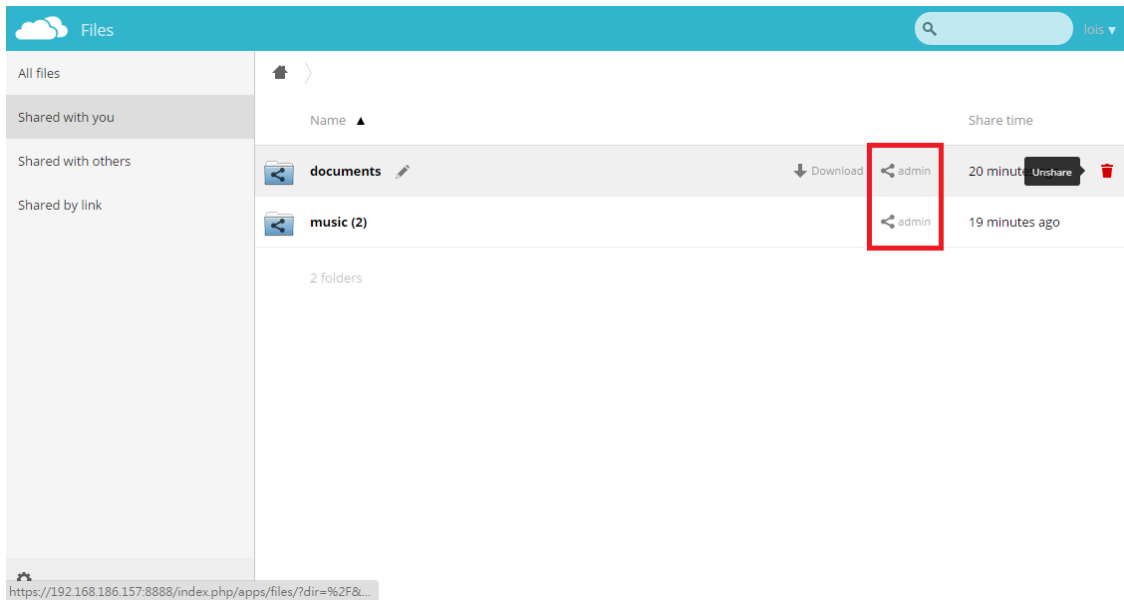 Files
lois ▼
All files
Shared with you
Shared with others
Shared by link
Name ▲
Share time
documents
Download
admin
20 minute
Unshare
music (2)
admin
19 minutes ago
2 folders
https://192.168.186.157:8888/index.php/apps/files/?dir=%2F&...